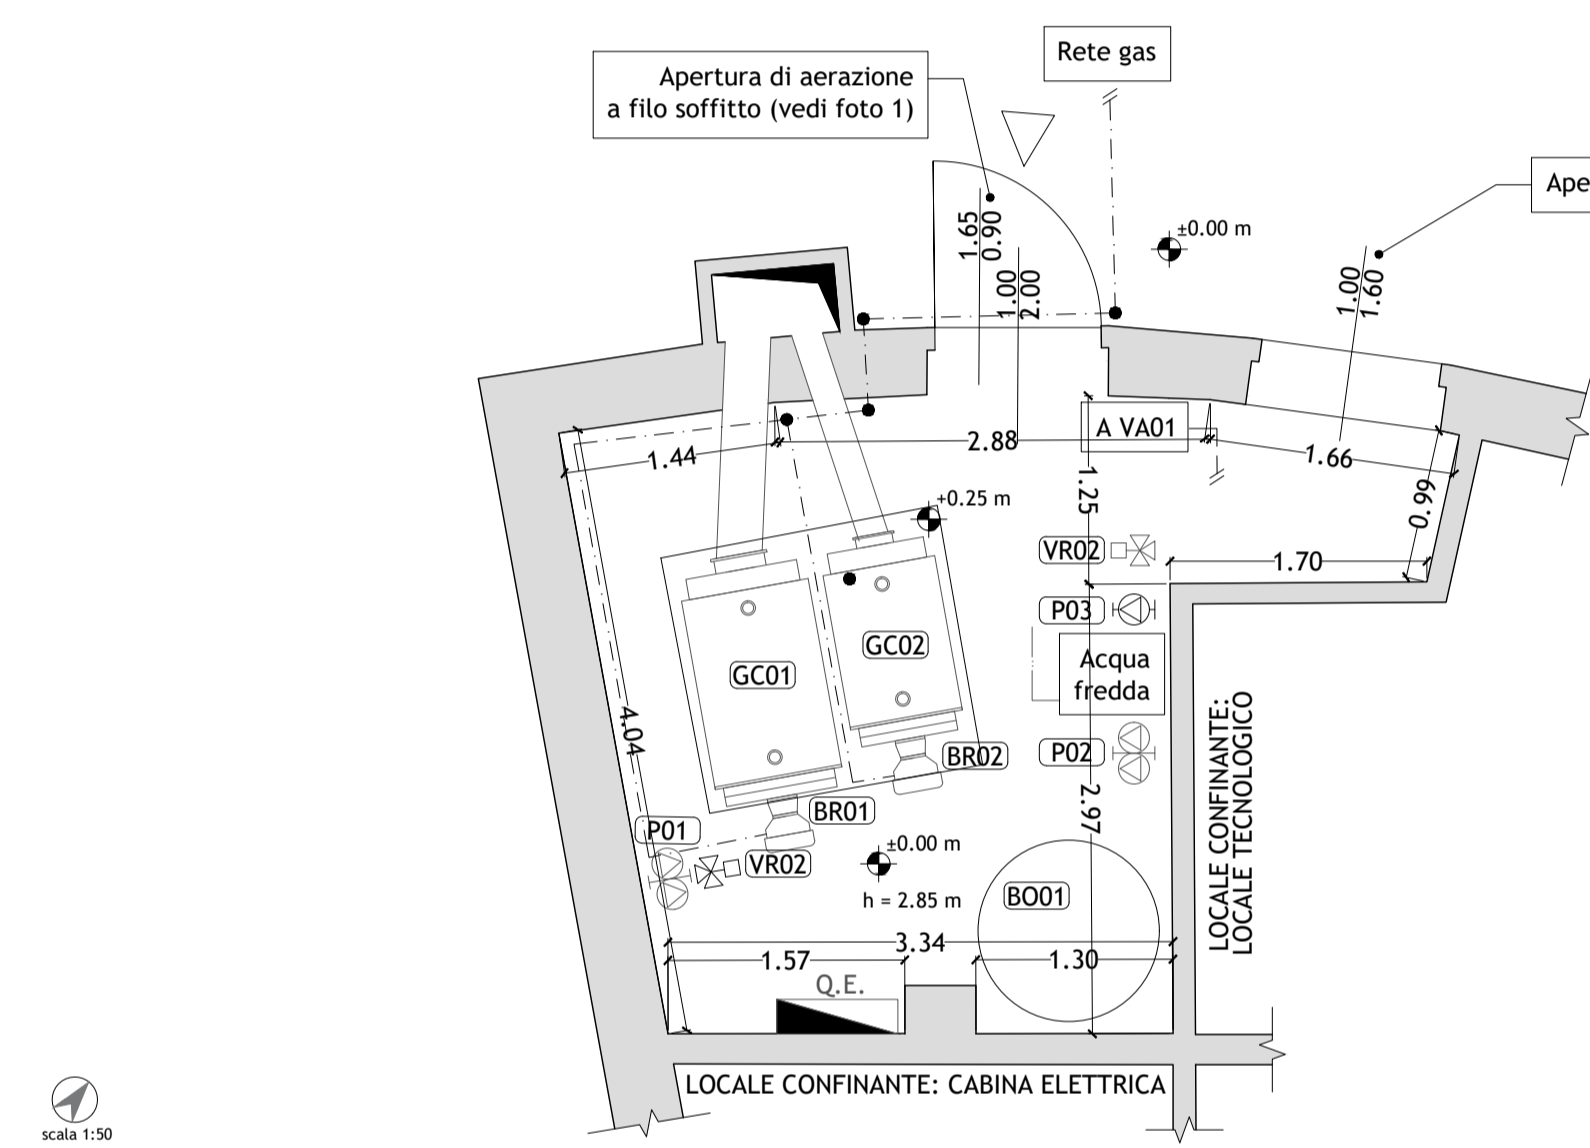 Rete gas
Apertura di aerazione
a filo soffitto (vedi foto 1)
Ape
1.65
0.90
1.00
2.00
±0.00 m
1.00
1.60
1.44
2.88
A VA01
1.66
1.25
0.99
+0.25 m
VR02
1.70
P03
GC02
GC01
Acqua
fredda
4.04
BR02
P02
LOCALE CONFINANTE:
LOCALE TECNOLOGICO
2.97
BR01
P01
VR02
±0.00 m
h = 2.85 m
BO01
3.34
1.57
1.30
Q.E.
LOCALE CONFINANTE: CABINA ELETTRICA
scala 1:50